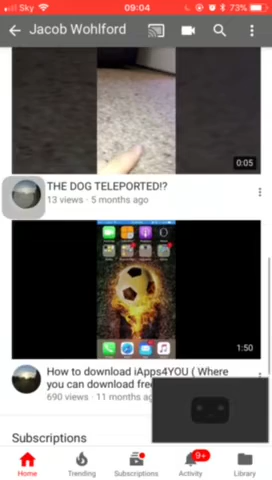 Sky 09:04 73%
Jacob Wohlford
0:05
THE DOG TELEPORTED!?
13 views · 5 months ago
1:50
How to download iApps4YOU ( Where
you can download fre
690 views · 11 months ag
Subscriptions
9+
Home Trending Subscriptions Activity Library